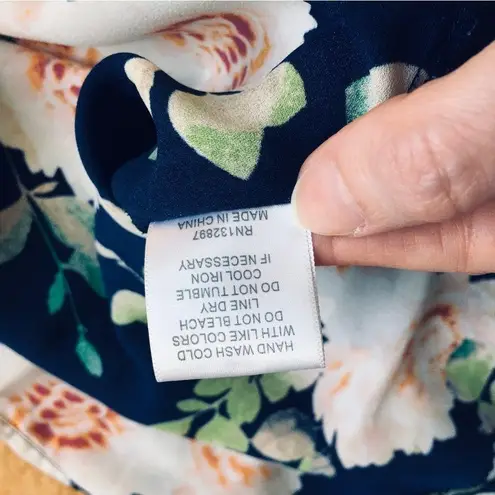 HAND WASH COLD
WITH LIKE COLORS
DO NOT BLEACH
LINE DRY
DO NOT TUMBLE
COOL IRON
IF NECESSARY
RN132897
MADE IN CHINA